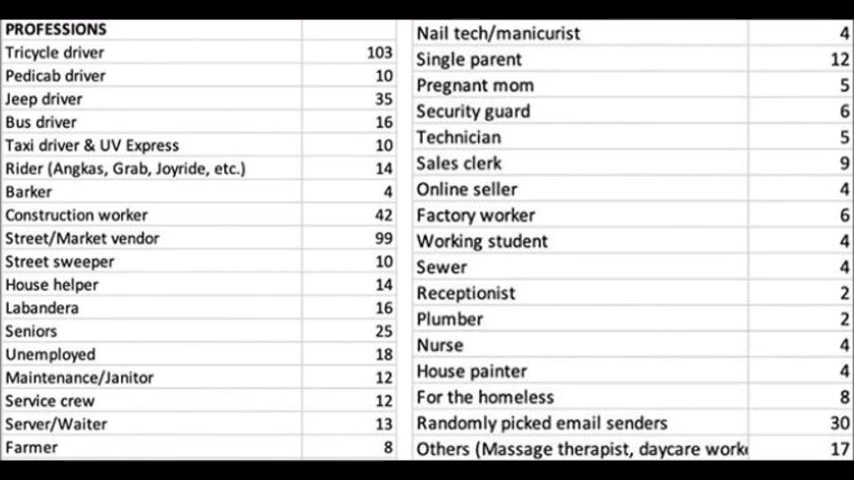 PROFESSIONS
Tricycle driver 103
Pedicab driver 10
Jeep driver 35
Bus driver 16
Taxi driver & UV Express 10
Rider (Angkas, Grab, Joyride, etc.) 14
Barker 4
Construction worker 42
Street/Market vendor 99
Street sweeper 10
House helper 14
Labandera 16
Seniors 25
Unemployed 18
Maintenance/Janitor 12
Service crew 12
Server/Waiter 13
Farmer 8
Nail tech/manicurist 4
Single parent 12
Pregnant mom 5
Security guard 6
Technician 5
Sales clerk 9
Online seller 4
Factory worker 6
Working student 4
Sewer 4
Receptionist 2
Plumber 2
Nurse 4
House painter 4
For the homeless 8
Randomly picked email senders 30
Others (Massage therapist, daycare work 17